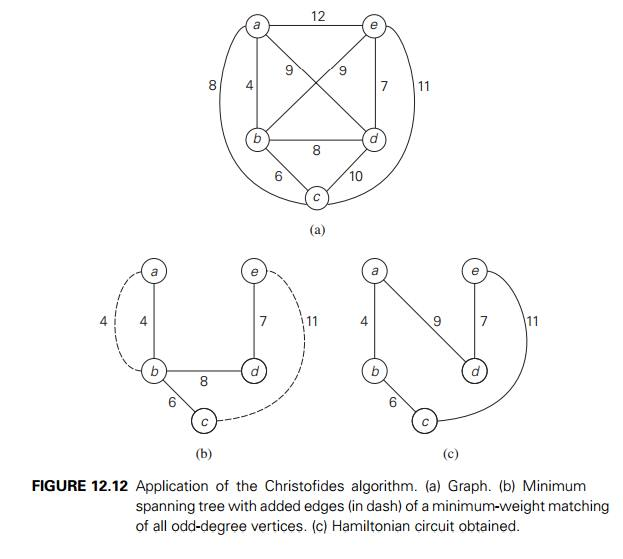 a 12 e
8 4 9 9 7 11
b d
8
6 10
c
(a)
a e a e
4 4 7 11 4 9 7 11
b d b d
8
6 6
c c
(b) (c)
FIGURE 12.12 Application of the Christofides algorithm. (a) Graph. (b) Minimum
spanning tree with added edges (in dash) of a minimum-weight matching
of all odd-degree vertices. (c) Hamiltonian circuit obtained.